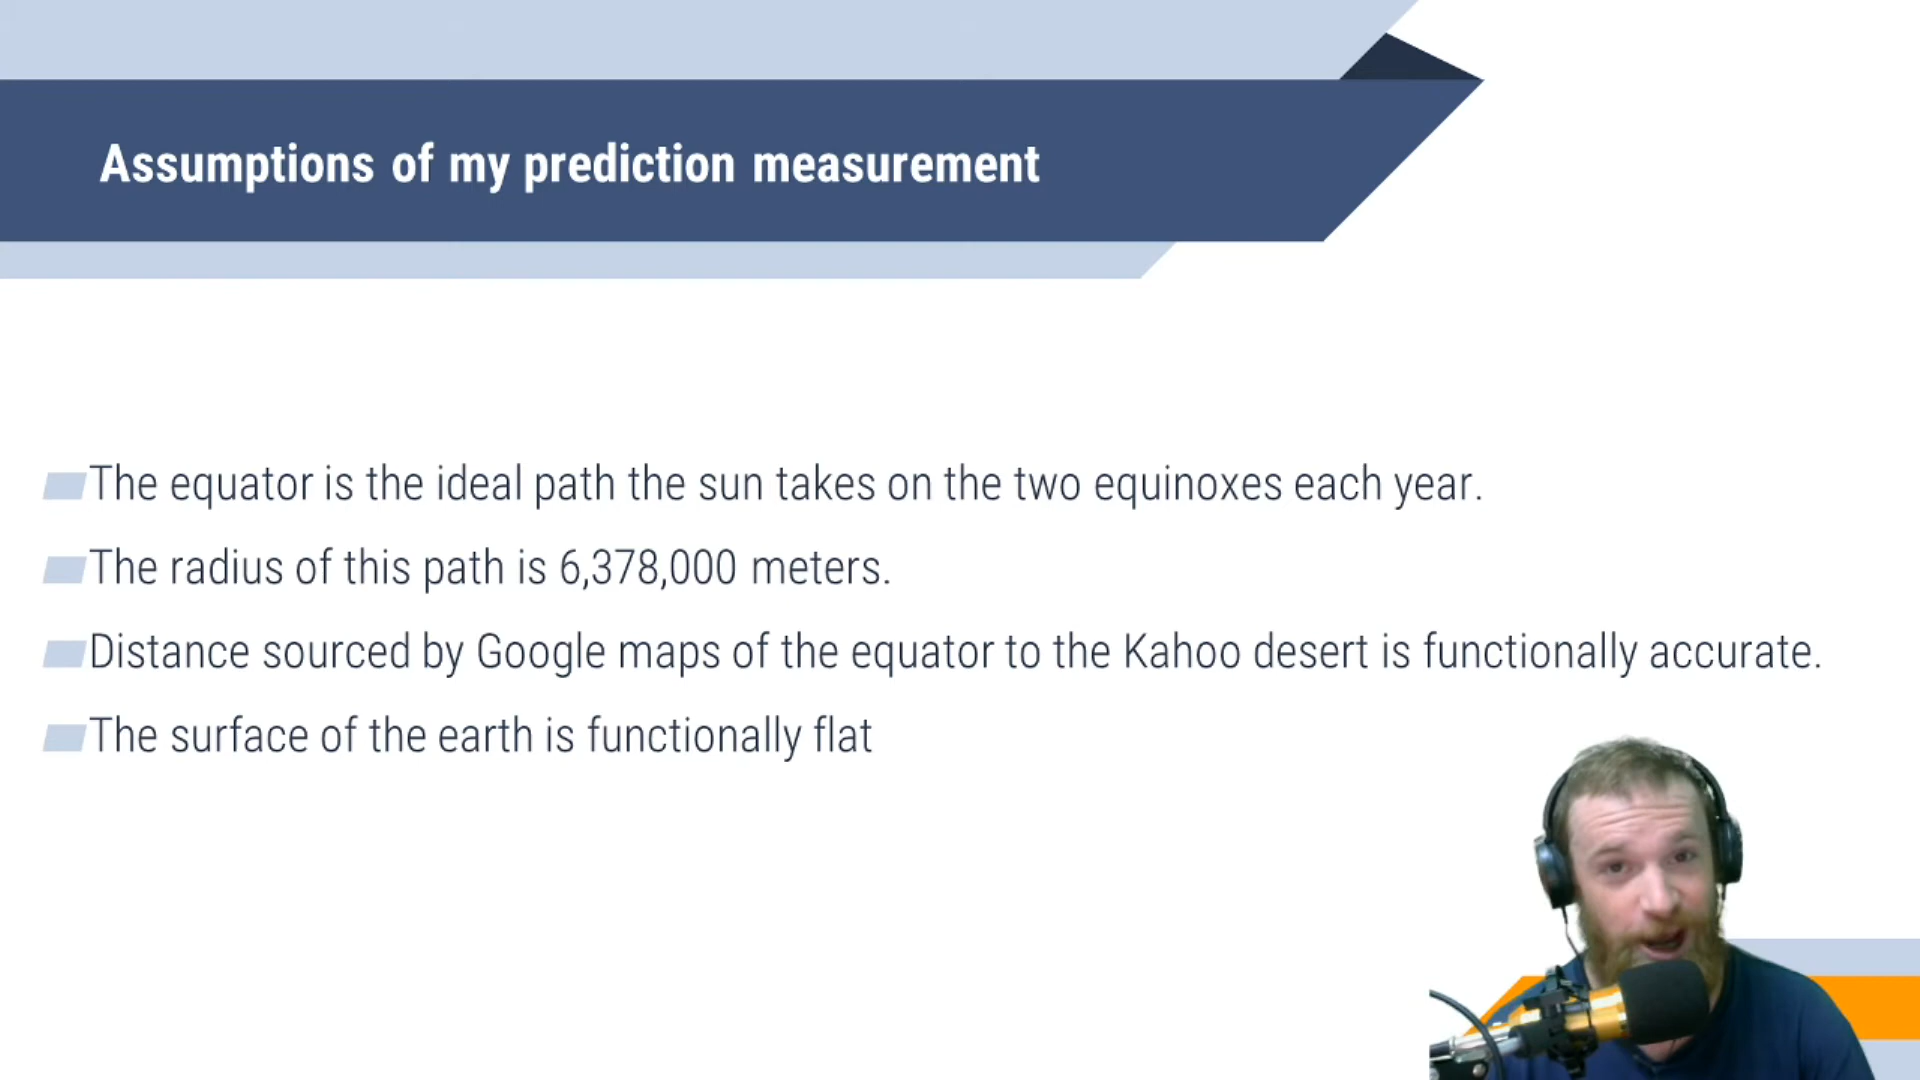 Assumptions of my prediction measurement
The equator is the ideal path the sun takes on the two equinoxes each year.
The radius of this path is 6,378,000 meters.
Distance sourced by Google maps of the equator to the Kahoo desert is functionally accurate.
The surface of the earth is functionally flat